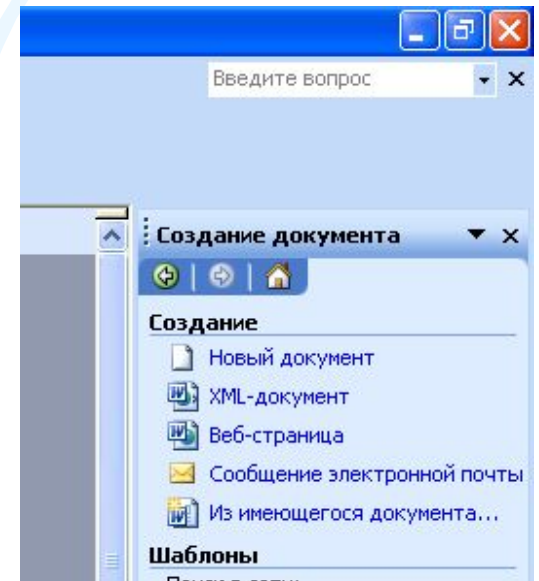 Введите вопрос
Создание документа
Создание
Новый документ
XML-документ
Веб-страница
Сообщение электронной почты
Из имеющегося документа...
Шаблоны